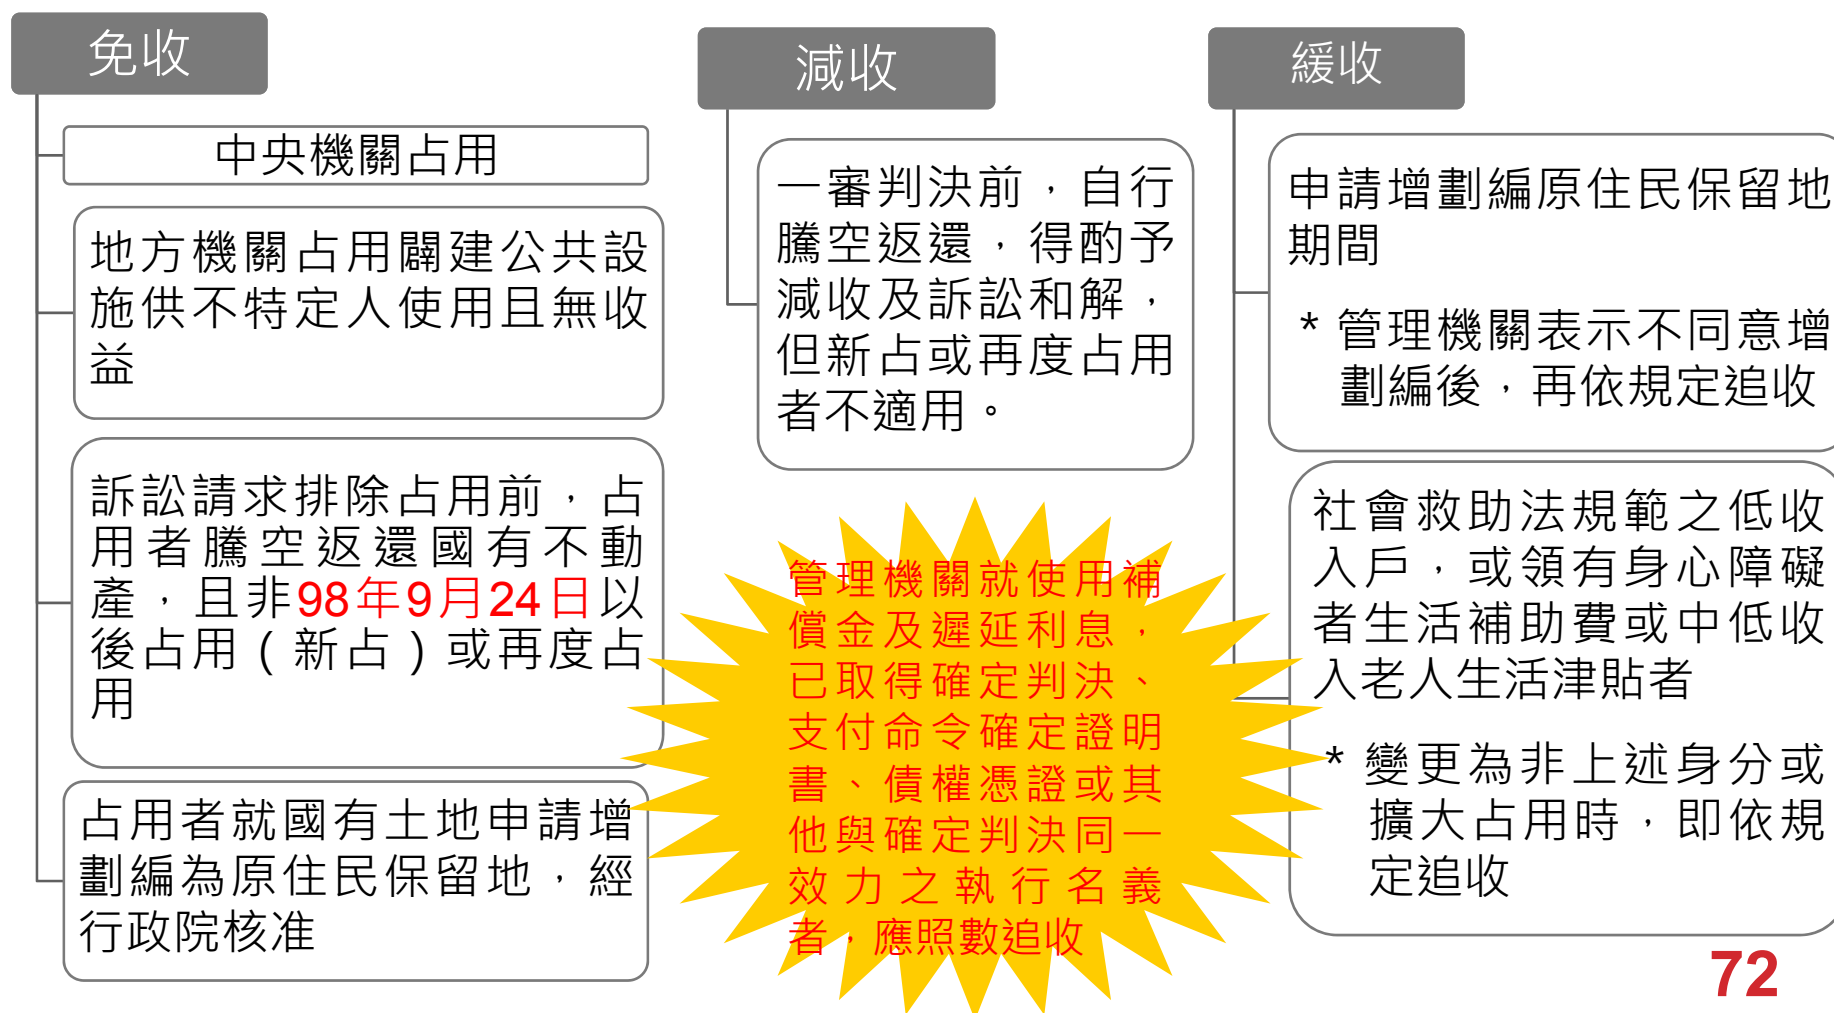 免收
中央機關占用
地方機關占用闢建公共設
施供不特定人使用且無收
益
訴訟請求排除占用前，占
用者騰空返還國有不動
產，且非98年9月24日以
後占用（新占）或再度占
用
占用者就國有土地申請增
劃編為原住民保留地，經
行政院核准
減收
一審判決前，自行
騰空返還，得酌予
減收及訴訟和解，
但新占或再度占用
者不適用。
管理機關就使用補
償金及遲延利息，
已取得確定判決、
支付命令確定證明
書、債權憑證或其
他與確定判決同一
效力之執行名義
者，應照數追收
緩收
申請增劃編原住民保留地
期間
* 管理機關表示不同意增
劃編後，再依規定追收
社會救助法規範之低收
入戶，或領有身心障礙
者生活補助費或中低收
入老人生活津貼者
* 變更為非上述身分或
擴大占用時，即依規
定追收
72